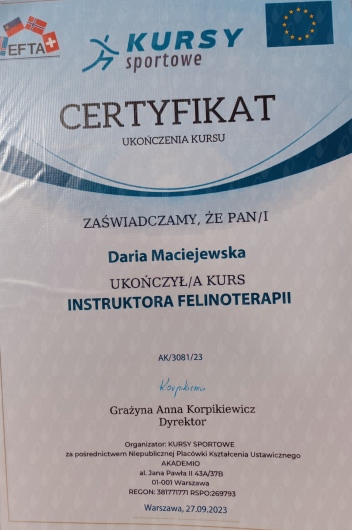 EFTA
KURSY
sportowe
CERTYFIKAT
UKOŃCZENIA KURSU
ZAŚWIADCZAMY, ŻE PAN/I
Daria Maciejewska
UKOŃCZYŁ/A KURS
INSTRUKTORA FELINOTERAPII
AK/3081/23
Grażyna Anna Korpikiewicz
Dyrektor
Organizator: KURSY SPORTOWE
za pośrednictwem Niepublicznej Placówki Kształcenia Ustawicznego
AKADEMIO
al. Jana Pawła II 43A/37B
01-001 Warszawa
REGON: 381771771 RSPO:269793
Warszawa, 27.09.2023